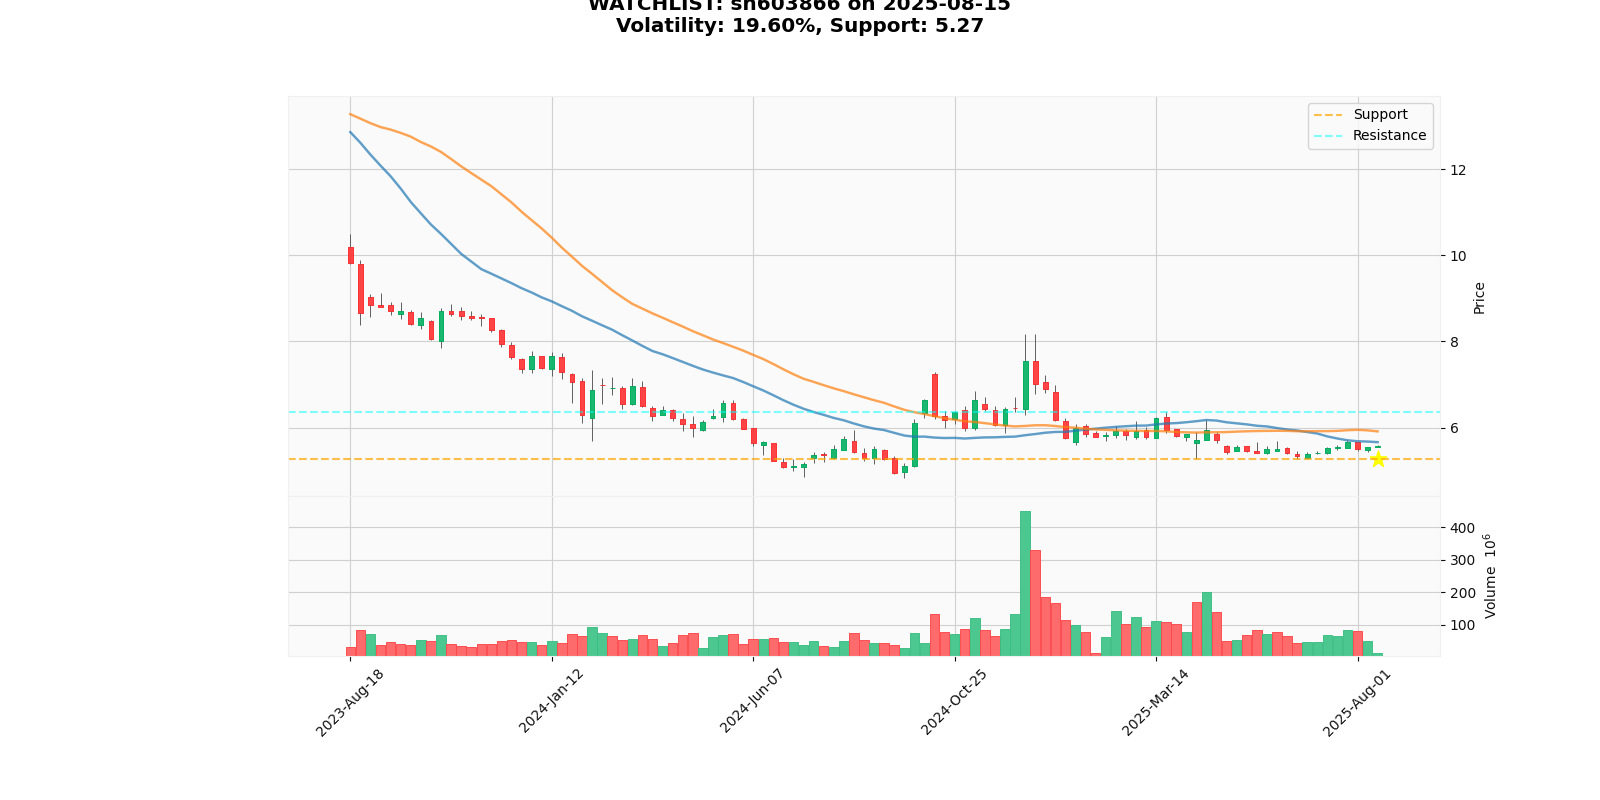 WATCHLIST: sh603866 on 2025-08-15
Volatility: 19.60%, Support: 5.27
Support
Resistance
12
10
8
6
Price
400
300
200
100
Volume 10⁶
2023-Aug-18
2024-Jan-12
2024-Jun-07
2024-Oct-25
2025-Mar-14
2025-Aug-01